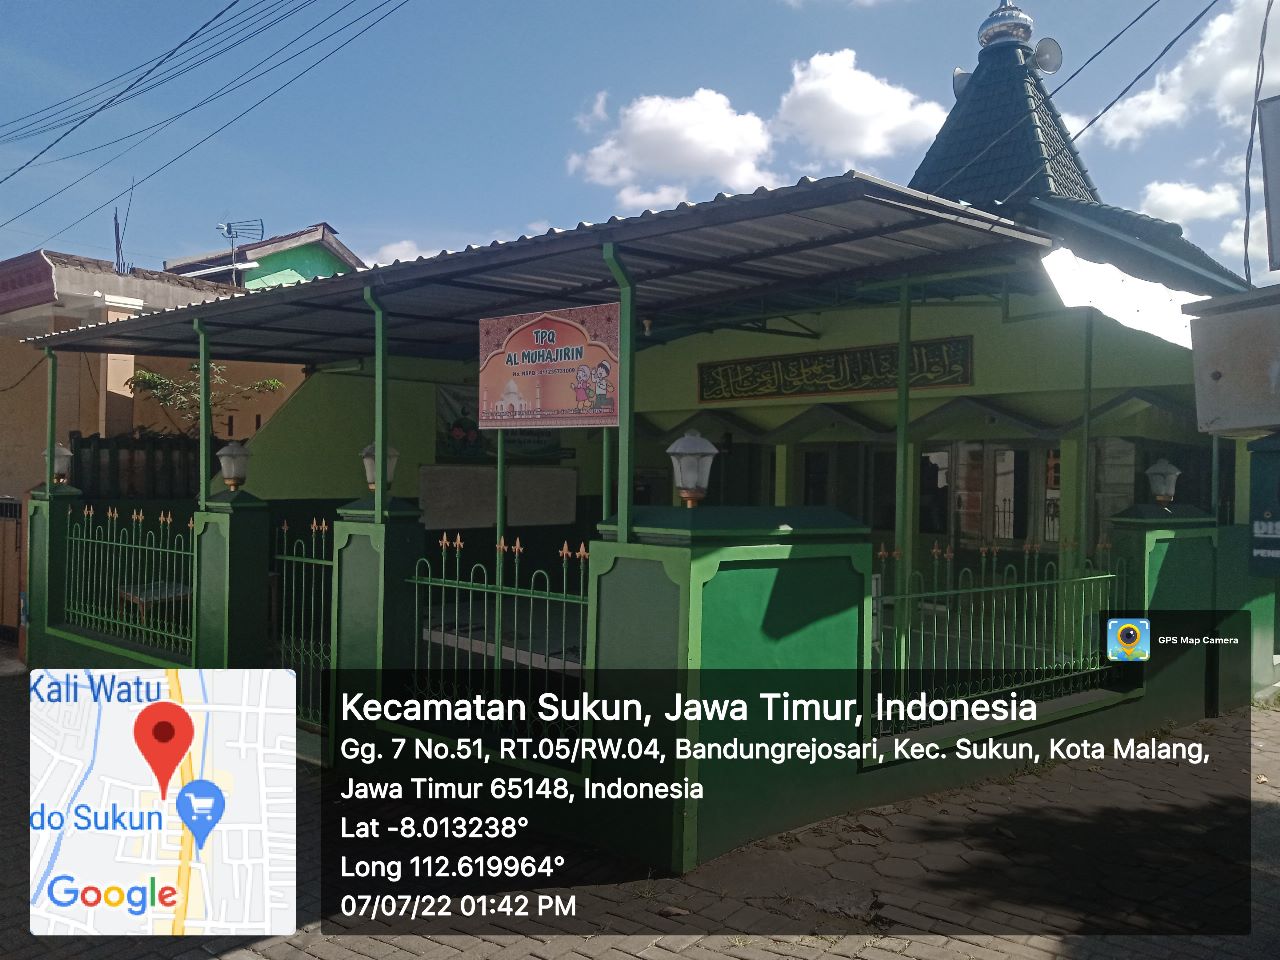 TPQ
AL MUHAJIRIN
GPS Map Camera
Kali Watu
do Sukun
Google
Kecamatan Sukun, Jawa Timur, Indonesia
Gg. 7 No.51, RT.05/RW.04, Bandungrejosari, Kec. Sukun, Kota Malang,
Jawa Timur 65148, Indonesia
Lat -8.013238°
Long 112.619964°
07/07/22 01:42 PM